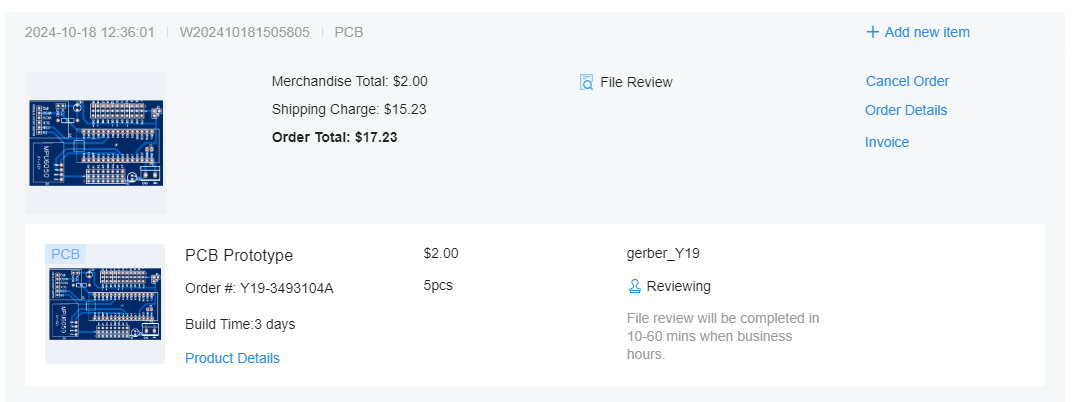 2024-10-18 12:36:01 W202410181505805 PCB
Add new item
Merchandise Total: $2.00
Shipping Charge: $15.23
Order Total: $17.23
File Review
Cancel Order
Order Details
Invoice
MPU6050
PCB
MPU6050
PCB Prototype
Order #: Y19-3493104A
Build Time:3 days
Product Details
$2.00
5pcs
gerber_Y19
Reviewing
File review will be completed in
10-60 mins when business
hours.